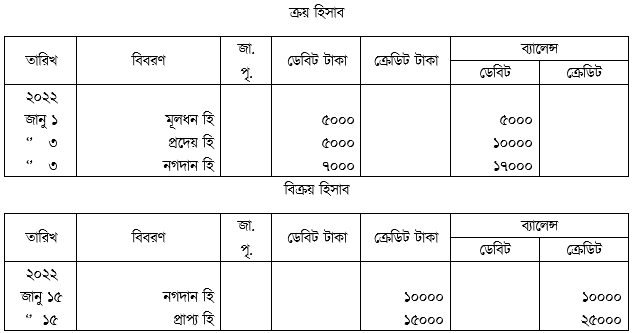 ক্রয় হিসাব
তারিখ বিবরণ জা. পৃ. ডেবিট টাকা ক্রেডিট টাকা ব্যালেন্স
ডেবিট ক্রেডিট
২০২২
জানু ১ মূলধন হি ৫০০০ ৫০০০
“ ৩ প্রদেয় হি ৫০০০ ১০০০০
“ ৩ নগদান হি ৭০০০ ১৭০০০
বিক্রয় হিসাব
তারিখ বিবরণ জা. পৃ. ডেবিট টাকা ক্রেডিট টাকা ব্যালেন্স
ডেবিট ক্রেডিট
২০২২
জানু ১৫ নগদান হি ১০০০০ ১০০০০
“ ১৫ প্রাপ্য হি ১৫০০০ ২৫০০০